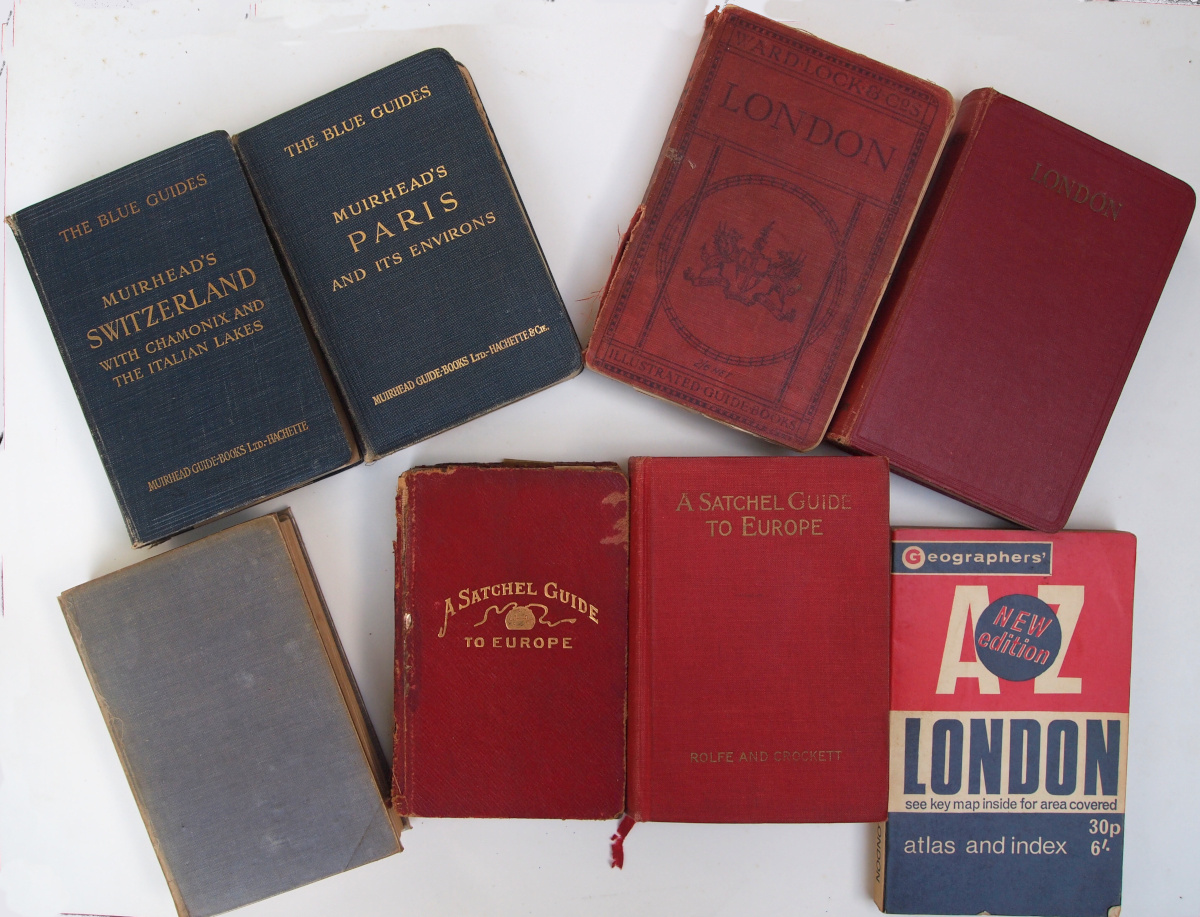 THE BLUE GUIDES
MUIRHEAD'S
SWITZERLAND
WITH CHAMONIX AND
THE ITALIAN LAKES
MUIRHEAD GUIDE-BOOKS LTD.-HACHETTE
THE BLUE GUIDES
MUIRHEAD'S
PARIS
AND ITS ENVIRONS
MUIRHEAD GUIDE-BOOKS LTD.-HACHETTE & CIE.
WARD LOCK & CO'S
LONDON
ILLUSTRATED GUIDE BOOKS
LONDON
A SATCHEL GUIDE
TO EUROPE
A SATCHEL GUIDE
TO EUROPE
ROLFE AND CROCKETT
Geographers'
AZ
NEW
edition
LONDON
see key map inside for area covered
atlas and index
30p
6/-
ONDON